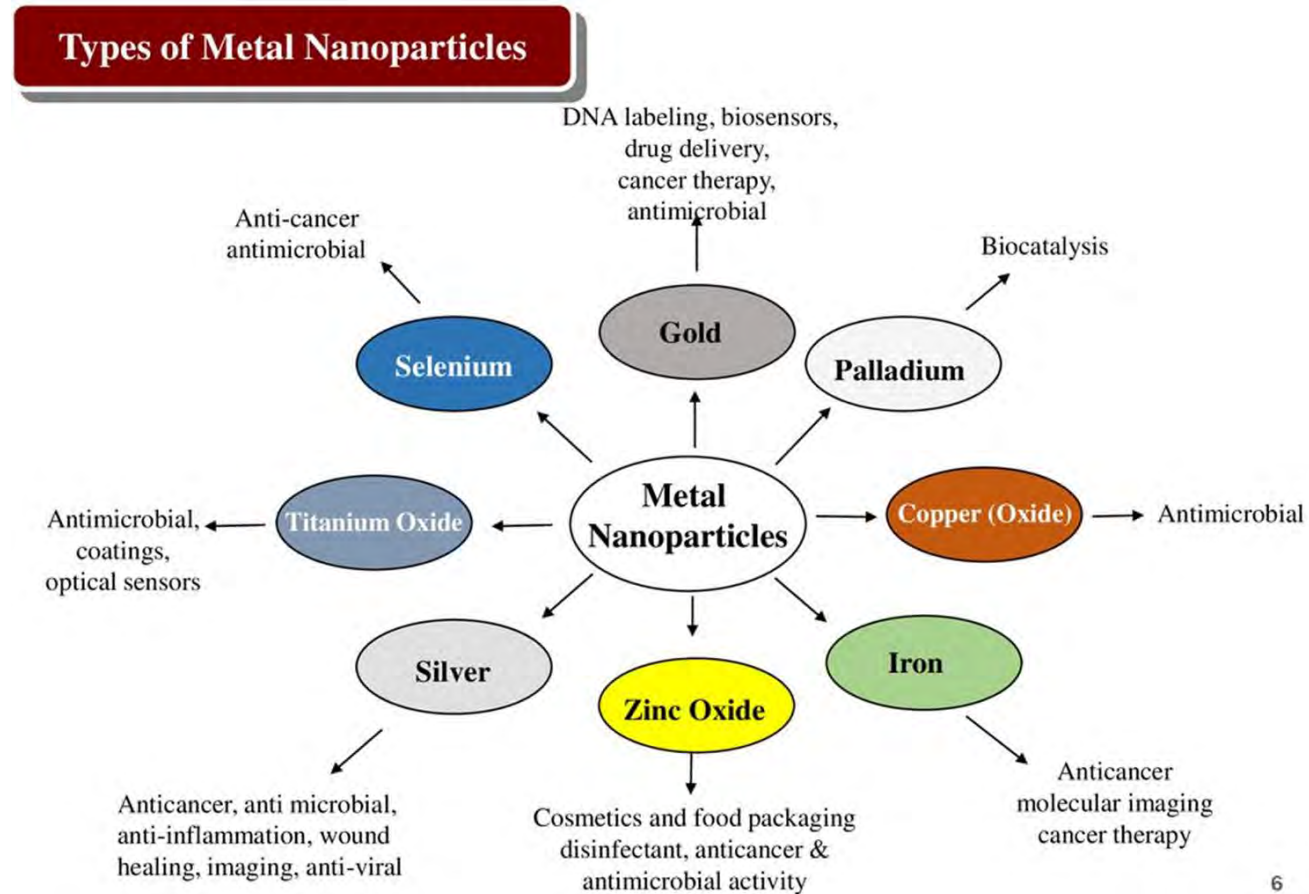 Types of Metal Nanoparticles
DNA labeling, biosensors,
drug delivery,
cancer therapy,
antimicrobial
Anti-cancer
antimicrobial
Biocatalysis
Gold
Selenium
Palladium
Metal
Nanoparticles
Titanium Oxide
Copper (Oxide)
Antimicrobial,
coatings,
optical sensors
Antimicrobial
Silver
Zinc Oxide
Iron
Anticancer, anti microbial,
anti-inflammation, wound
healing, imaging, anti-viral
Cosmetics and food packaging
disinfectant, anticancer &
antimicrobial activity
Anticancer
molecular imaging
cancer therapy
6